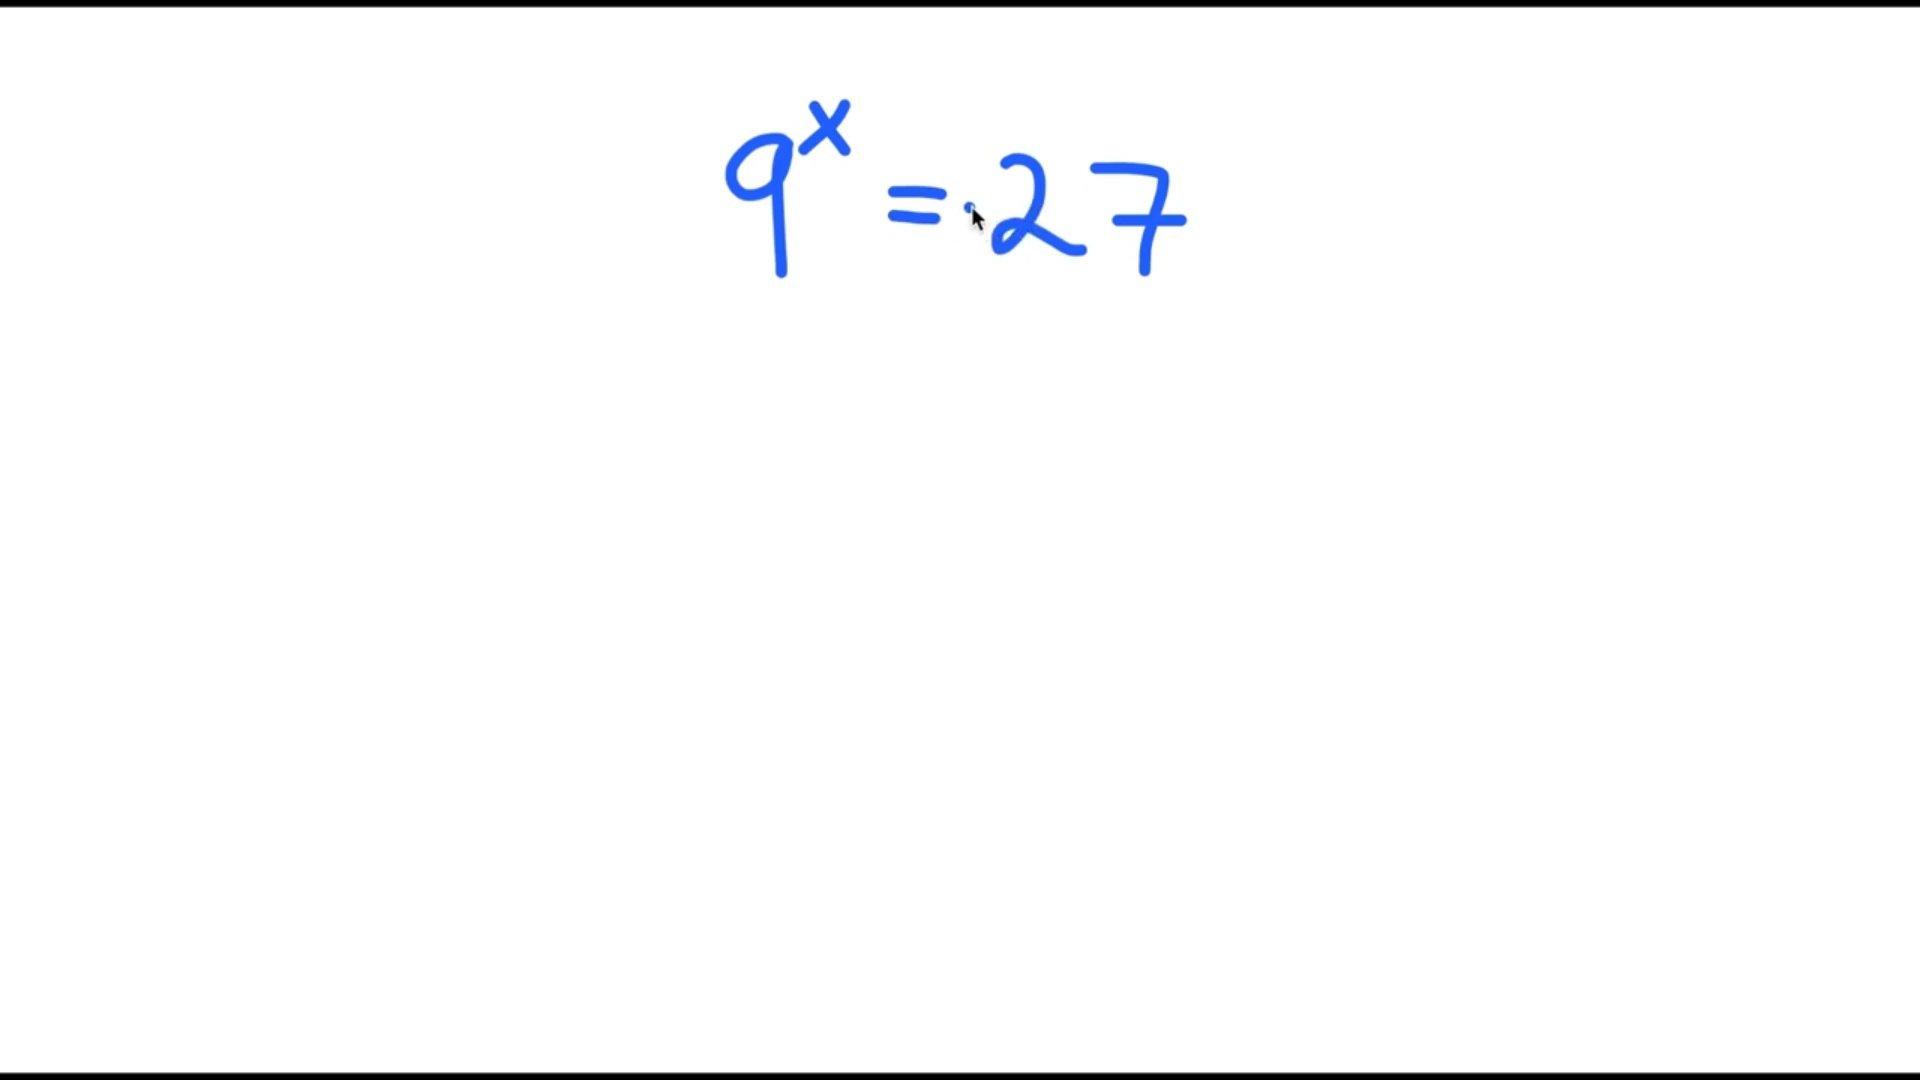 9^x = 27